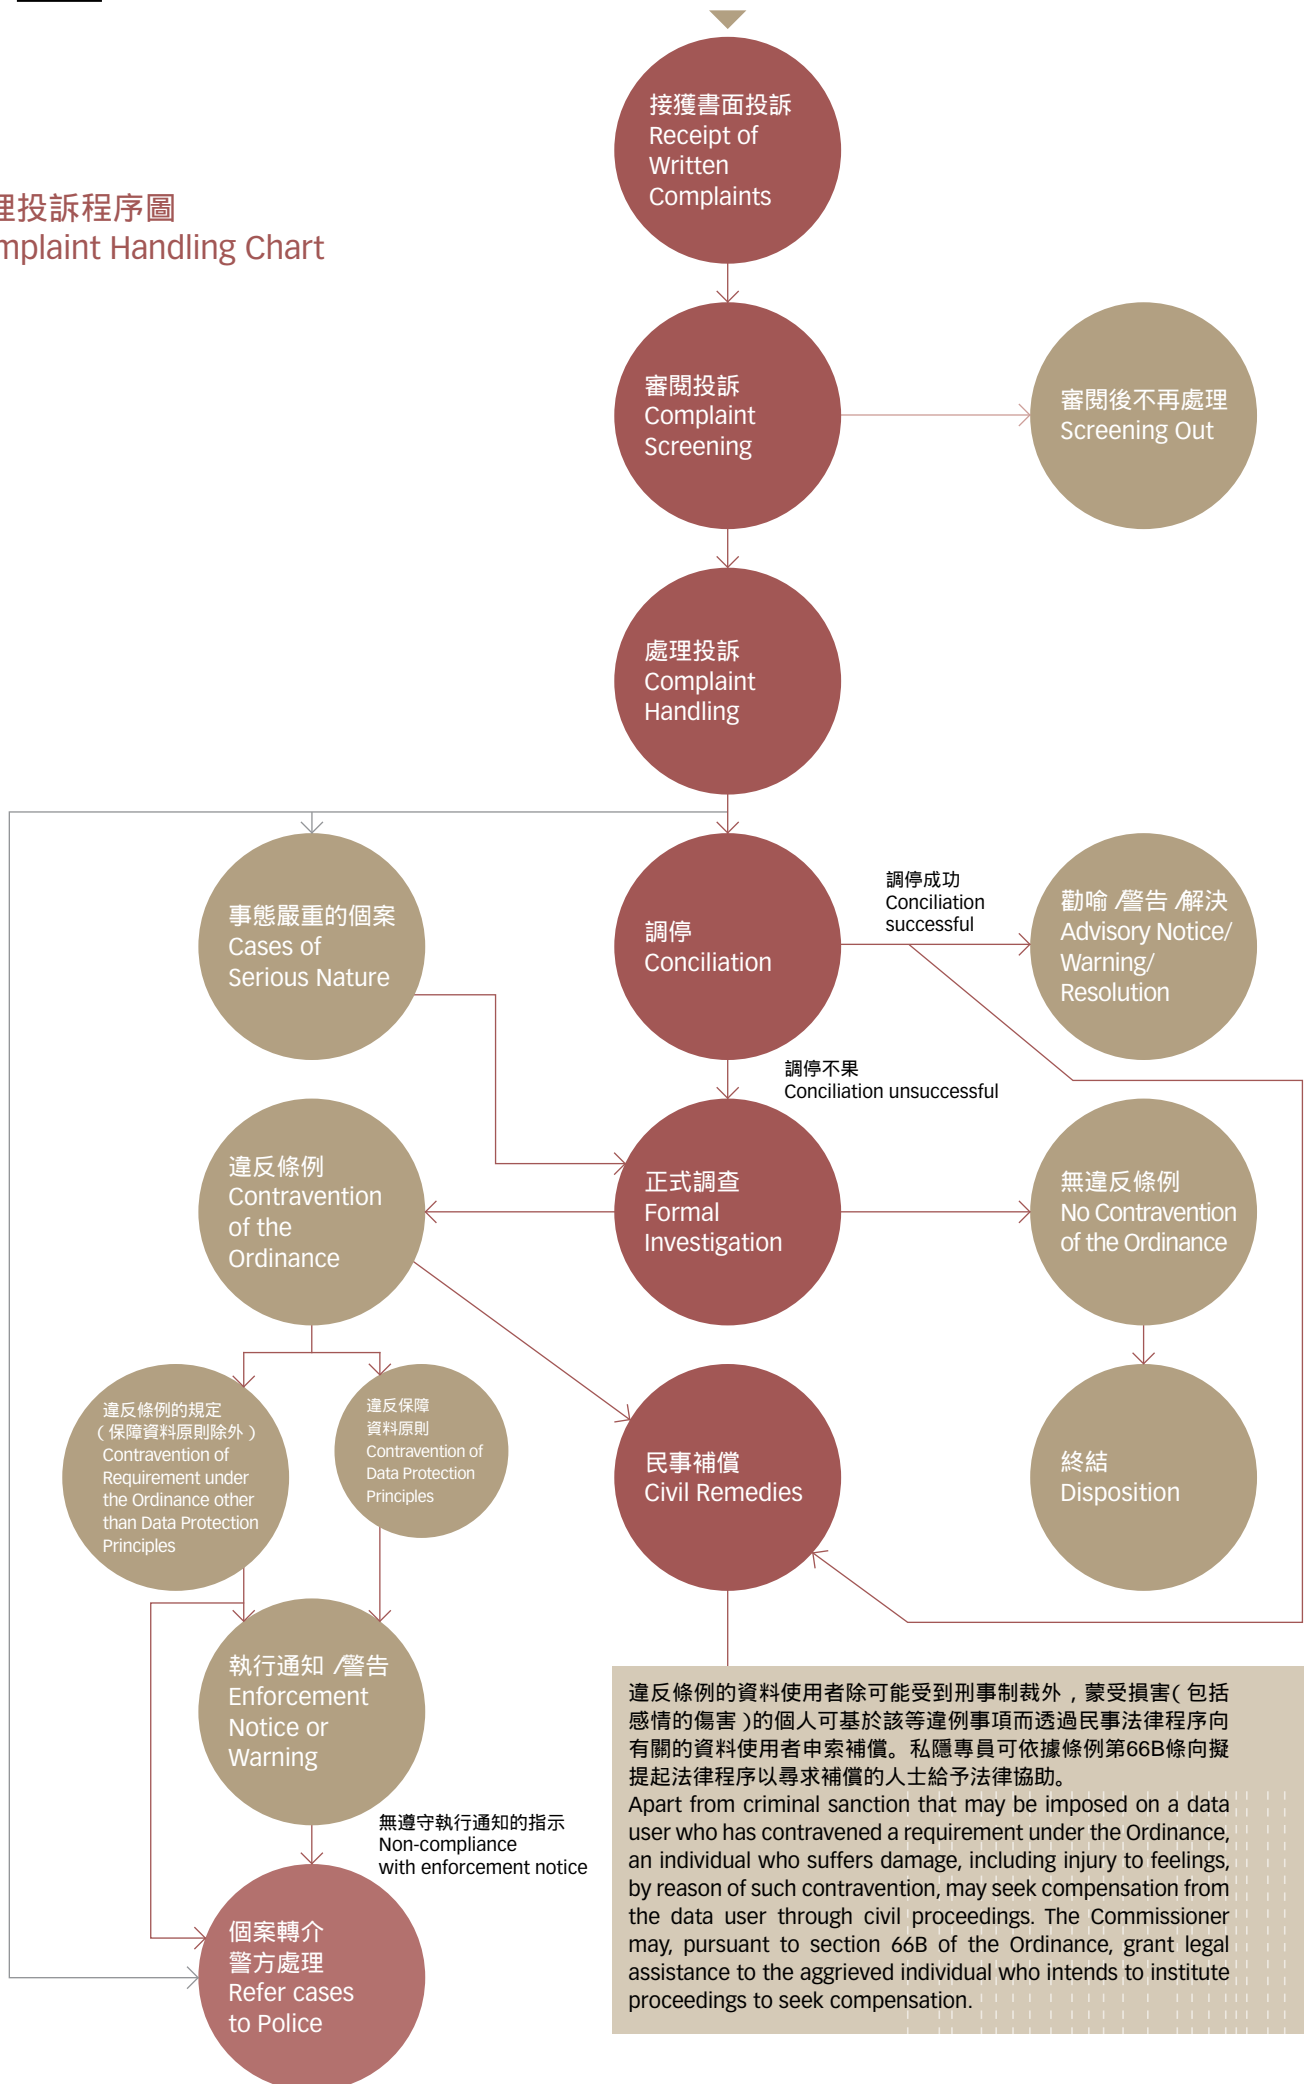 接獲書面投訴
Receipt of
Written
Complaints
理投訴程序圖
mplaint Handling Chart
審閱投訴
Complaint
Screening
審閱後不再處理
Screening Out
處理投訴
Complaint
Handling
事態嚴重的個案
Cases of
Serious Nature
調停
Conciliation
調停成功
Conciliation
successful
勸喻 /警告 /解決
Advisory Notice/
Warning/
Resolution
調停不果
Conciliation unsuccessful
違反條例
Contravention
of the
Ordinance
正式調查
Formal
Investigation
無違反條例
No Contravention
of the Ordinance
違反條例的規定
(保障資料原則除外)
Contravention of
Requirement under
the Ordinance other
than Data Protection
Principles
違反保障
資料原則
Contravention of
Data Protection
Principles
民事補償
Civil Remedies
終結
Disposition
執行通知 /警告
Enforcement
Notice or
Warning
無遵守執行通知的指示
Non-compliance
with enforcement notice
個案轉介
警方處理
Refer cases
to Police
違反條例的資料使用者除可能受到刑事制裁外，蒙受損害(包括
感情的傷害)的個人可基於該等違例事項而透過民事法律程序向
有關的資料使用者申索補償。私隱專員可依據條例第66B條向擬
提起法律程序以尋求補償的人士給予法律協助。
Apart from criminal sanction that may be imposed on a data
user who has contravened a requirement under the Ordinance,
an individual who suffers damage, including injury to feelings,
by reason of such contravention, may seek compensation from
the data user through civil proceedings. The Commissioner
may, pursuant to section 66B of the Ordinance, grant legal
assistance to the aggrieved individual who intends to institute
proceedings to seek compensation.